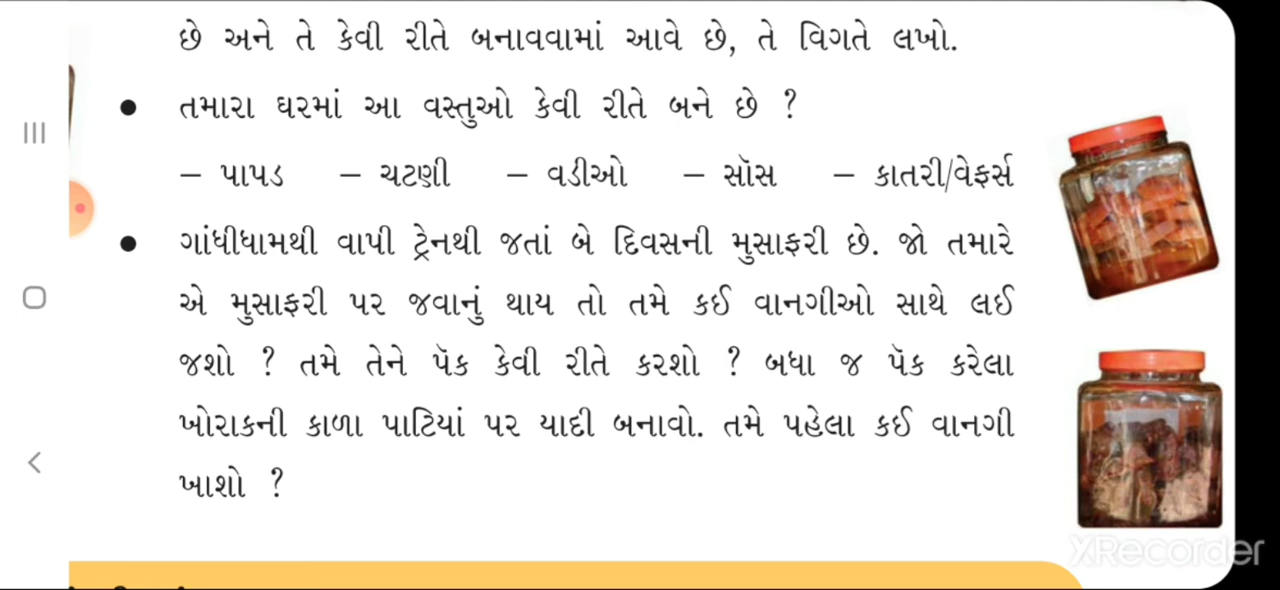 છે અને તે કેવી રીતે બનાવવામાં આવે છે, તે વિગતે લખો.
● તમારા ઘરમાં આ વસ્તુઓ કેવી રીતે બને છે ?
– પાપડ – ચટણી – વડીઓ – સૉસ – કાતરી/વેફર્સ
● ગાંધીધામથી વાપી ટ્રેનથી જતાં બે દિવસની મુસાફરી છે. જો તમારે
એ મુસાફરી પર જવાનું થાય તો તમે કઈ વાનગીઓ સાથે લઈ
જશો ? તમે તેને પૅક કેવી રીતે કરશો ? બધા જ પૅક કરેલા
ખોરાકની કાળા પાટિયાં પર યાદી બનાવો. તમે પહેલા કઈ વાનગી
ખાશો ?
XRecorder